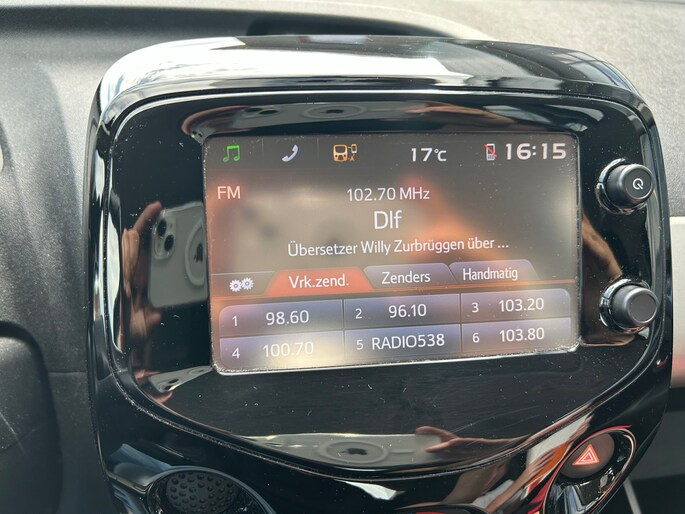 17°C 16:15
FM 102.70 MHz
Dlf
Übersetzer Willy Zurbrüggen über ...
Vrk.zend. Zenders Handmatig
1 98.60 2 96.10 3 103.20
4 100.70 5 RADIO538 6 103.80